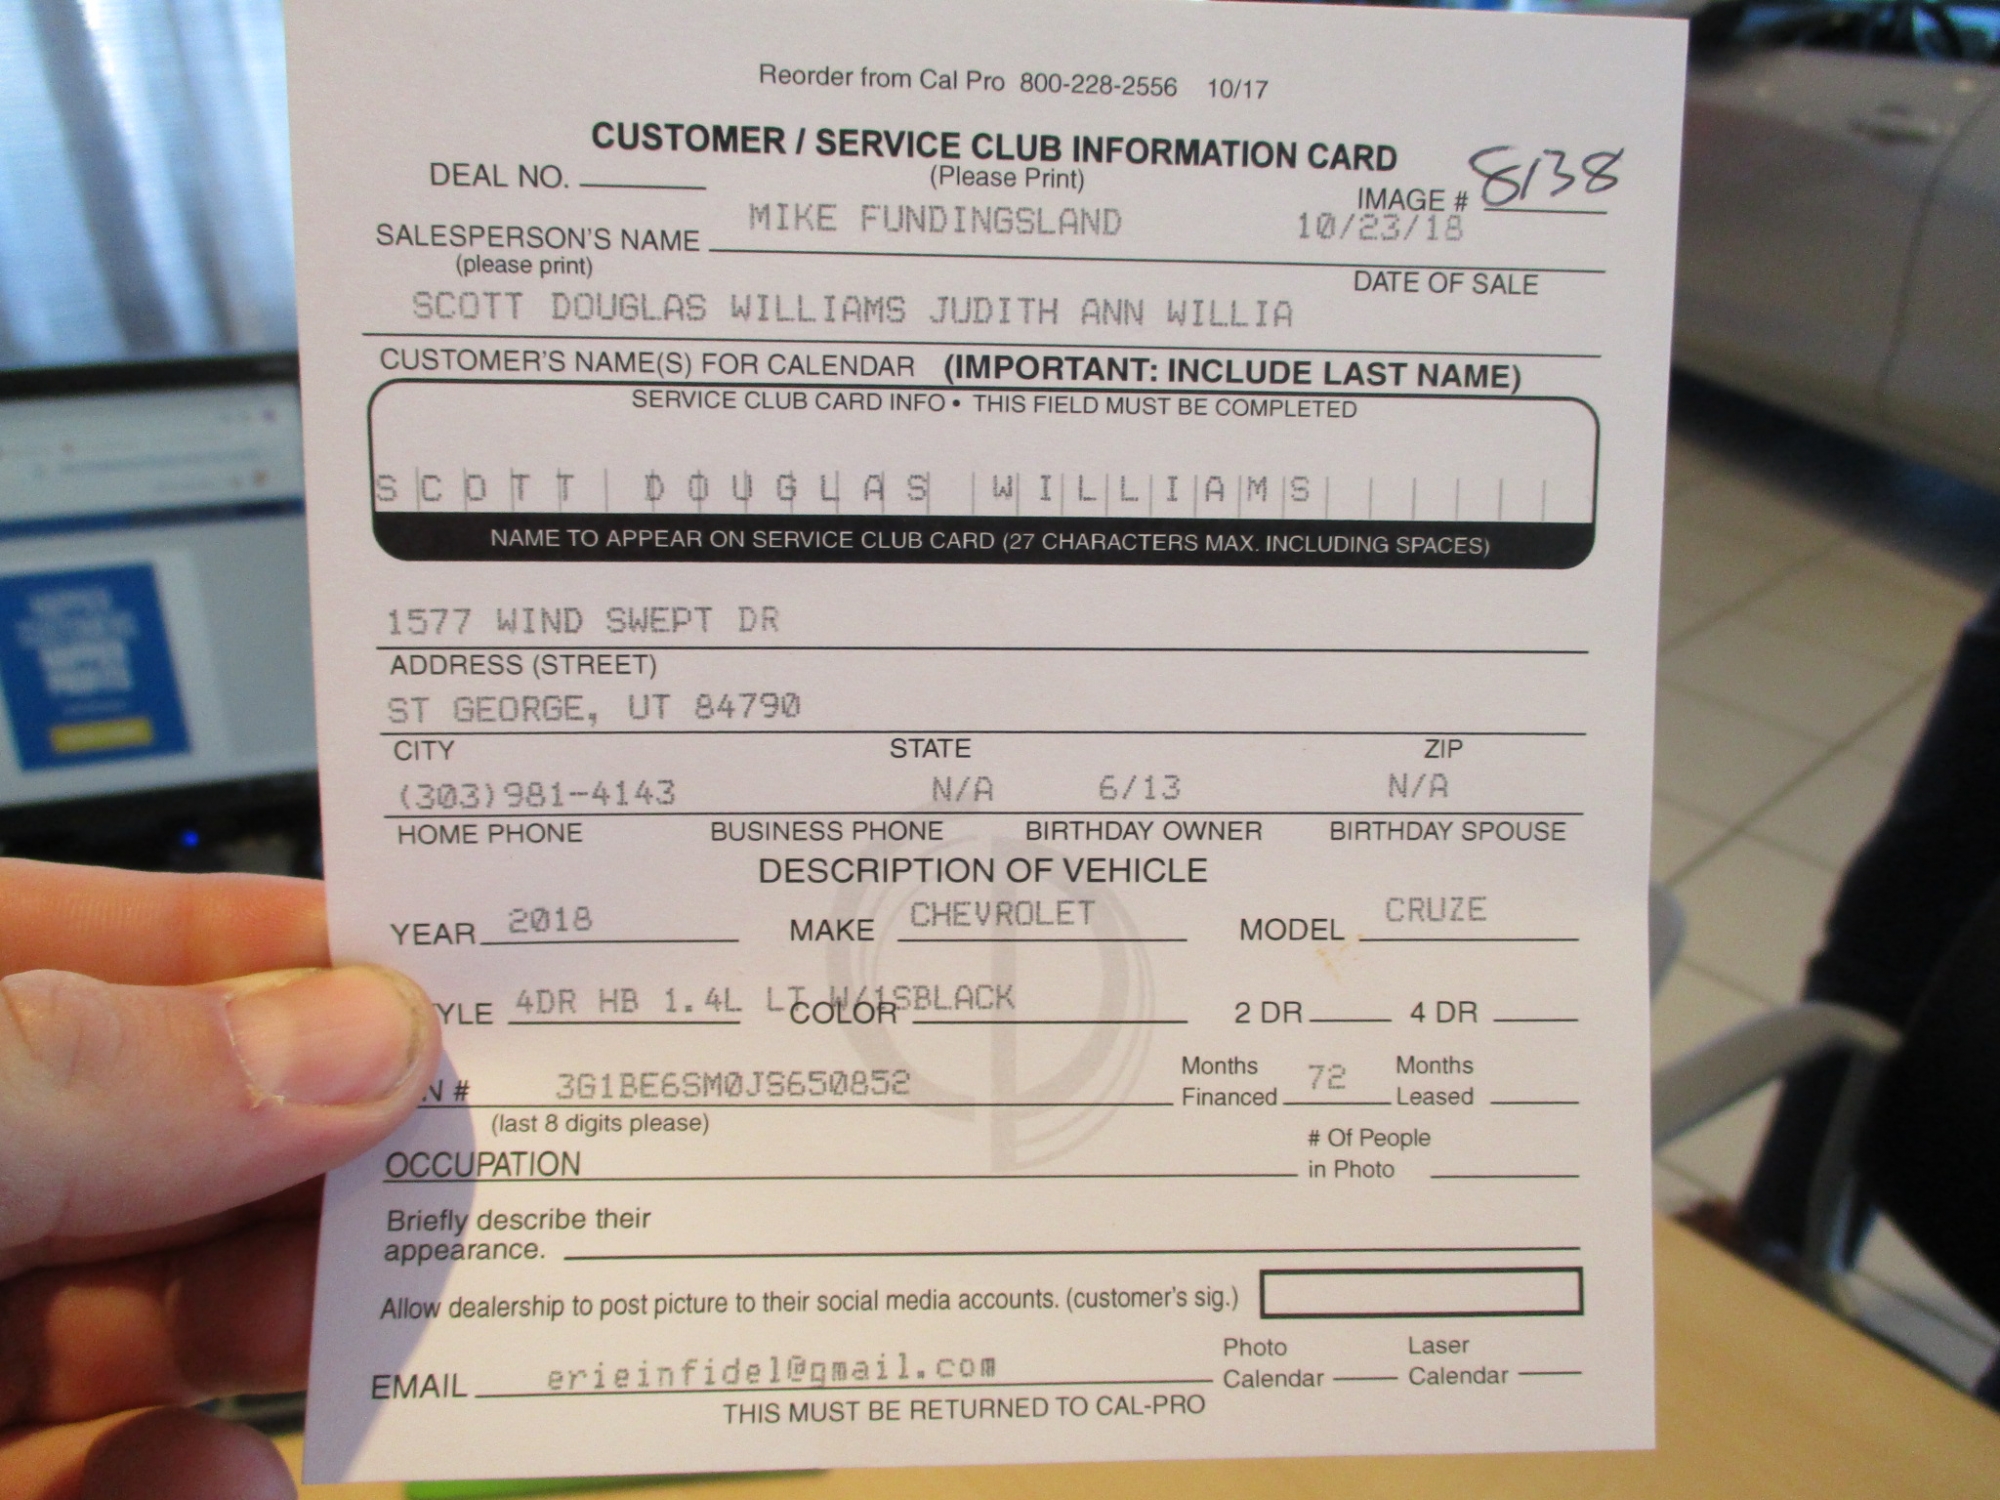 Reorder from Cal Pro 800-228-2556 10/17
CUSTOMER / SERVICE CLUB INFORMATION CARD
DEAL NO. (Please Print) IMAGE # 8138
SALESPERSON'S NAME MIKE FUNDINGSLAND 10/23/18
(please print) DATE OF SALE
SCOTT DOUGLAS WILLIAMS JUDITH ANN WILLIA
CUSTOMER'S NAME(S) FOR CALENDAR (IMPORTANT: INCLUDE LAST NAME)
SERVICE CLUB CARD INFO • THIS FIELD MUST BE COMPLETED
SCOTT DOUGLAS WILLIAMS
NAME TO APPEAR ON SERVICE CLUB CARD (27 CHARACTERS MAX. INCLUDING SPACES)
1577 WIND SWEPT DR
ADDRESS (STREET)
ST GEORGE, UT 84790
CITY STATE ZIP
(303)981-4143 N/A 6/13 N/A
HOME PHONE BUSINESS PHONE BIRTHDAY OWNER BIRTHDAY SPOUSE
DESCRIPTION OF VEHICLE
YEAR 2018 MAKE CHEVROLET MODEL CRUZE
YLE 4DR HB 1.4L LT W/1SBLACK COLOR 2 DR 4 DR
N # 3G1BE6SM0JS650852 Months Financed 72 Months Leased
(last 8 digits please)
OCCUPATION # Of People in Photo
Briefly describe their
appearance.
Allow dealership to post picture to their social media accounts. (customer's sig.)
EMAIL erieinfidel@gmail.com Photo Calendar Laser Calendar
THIS MUST BE RETURNED TO CAL-PRO